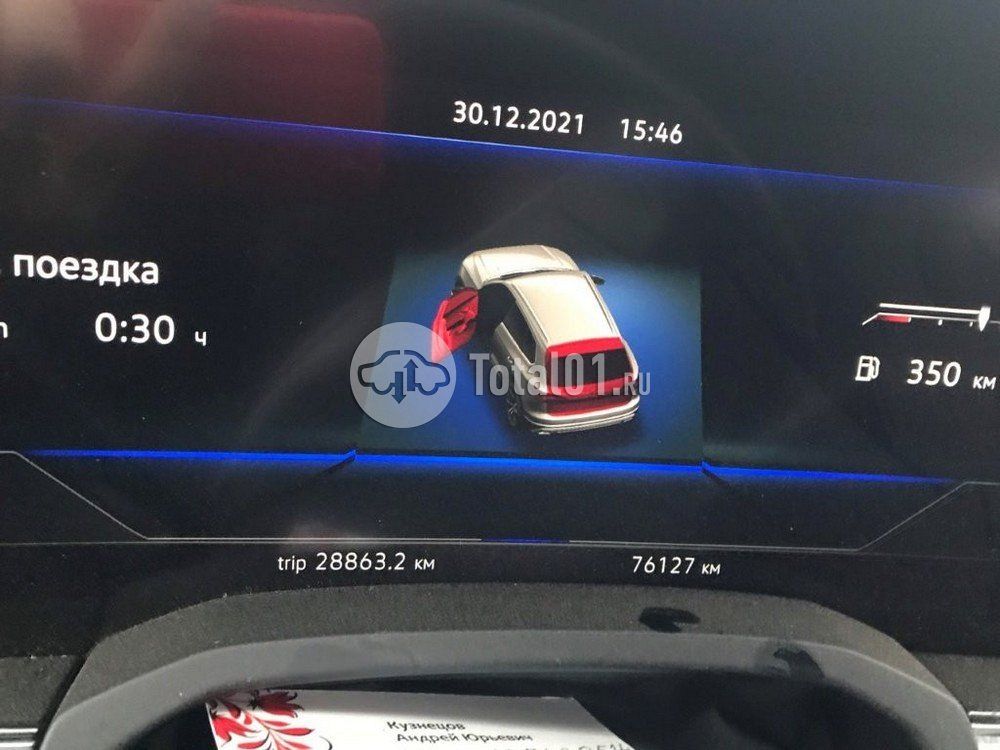 30.12.2021 15:46
поездка
0:30 ч
350 км
Total01.ru
trip 28863.2 км
76127 км
Кузнецов
Андрей Юрьевич